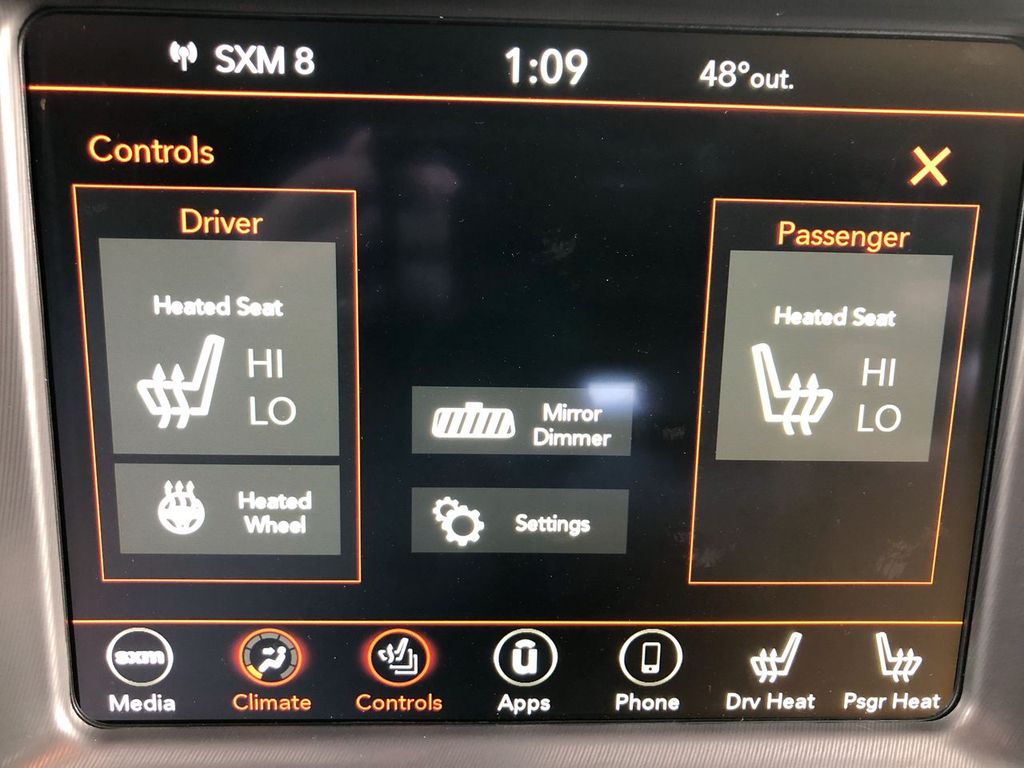 SXM 8 1:09 48°out.
Controls X
Driver
Heated Seat
HI
LO
Heated
Wheel
Mirror
Dimmer
Settings
Passenger
Heated Seat
HI
LO
sxm
Media
Climate
Controls
u
Apps
Phone
Drv Heat
Psgr Heat